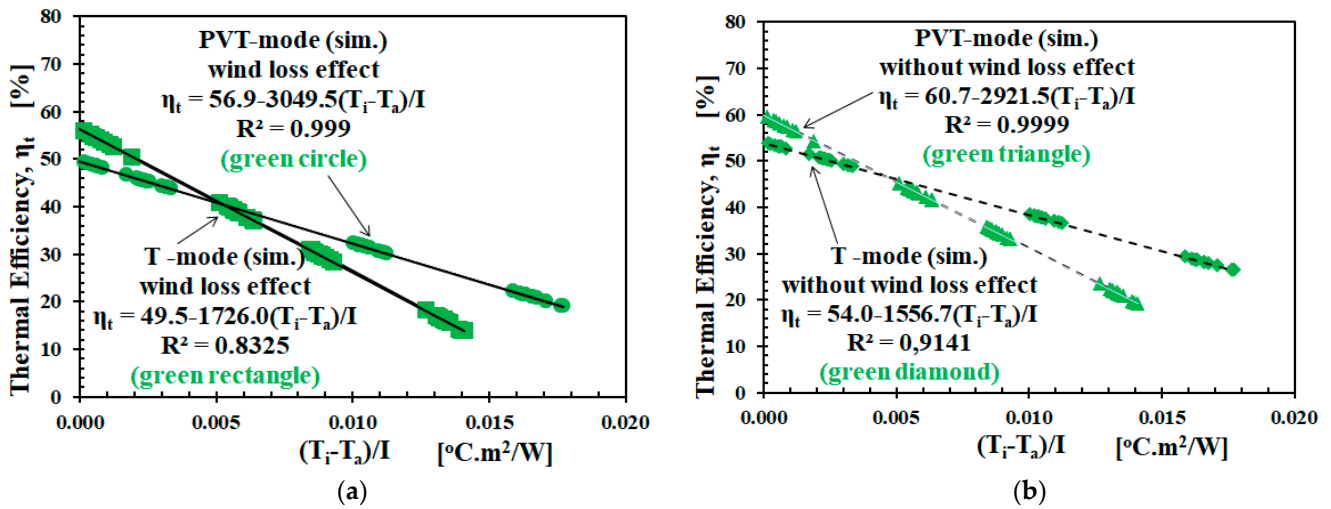 Thermal Efficiency, ηt [%]
80
70
60
50
40
30
20
10
0
PVT-mode (sim.)
wind loss effect
ηt = 56.9-3049.5(Ti-Ta)/I
R² = 0.999
(green circle)
T -mode (sim.)
wind loss effect
ηt = 49.5-1726.0(Ti-Ta)/I
R² = 0.8325
(green rectangle)
0.000 0.005 0.010 0.015 0.020
(Ti-Ta)/I [°C.m²/W]
(a)
Thermal Efficiency, ηt [%]
80
70
60
50
40
30
20
10
0
PVT-mode (sim.)
without wind loss effect
ηt = 60.7-2921.5(Ti-Ta)/I
R² = 0.9999
(green triangle)
T-mode (sim.)
without wind loss effect
ηt = 54.0-1556.7(Ti-Ta)/I
R² = 0,9141
(green diamond)
0.000 0.005 0.010 0.015 0.020
(Ti-Ta)/I [°C.m²/W]
(b)